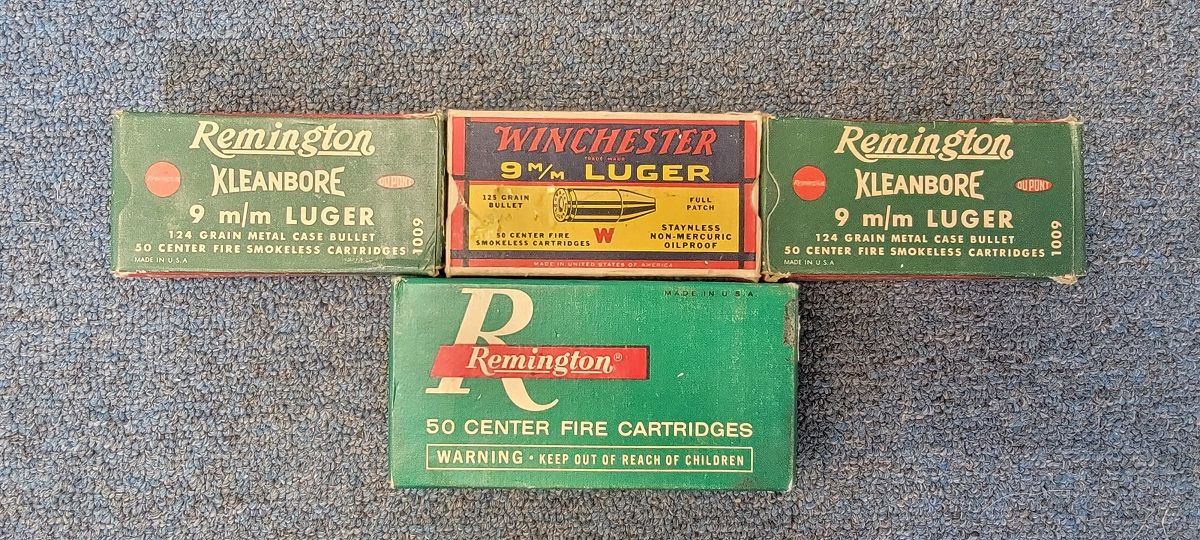 Remington
KLEANBORE
DU PONT
9 m/m LUGER
124 GRAIN METAL CASE BULLET
50 CENTER FIRE SMOKELESS CARTRIDGES
MADE IN U.S.A
1009
WINCHESTER
TRADE MARK
9 M/M LUGER
125 GRAIN
BULLET
FULL
PATCH
50 CENTER FIRE
SMOKELESS CARTRIDGES
W
STAYNLESS
NON-MERCURIC
OILPROOF
MADE IN UNITED STATES OF AMERICA
Remington
Remington
KLEANBORE
DU PONT
9 m/m LUGER
124 GRAIN METAL CASE BULLET
50 CENTER FIRE SMOKELESS CARTRIDGES
MADE IN U.S.A
1009
MADE IN U.S.A.
R
Remington®
50 CENTER FIRE CARTRIDGES
WARNING • KEEP OUT OF REACH OF CHILDREN